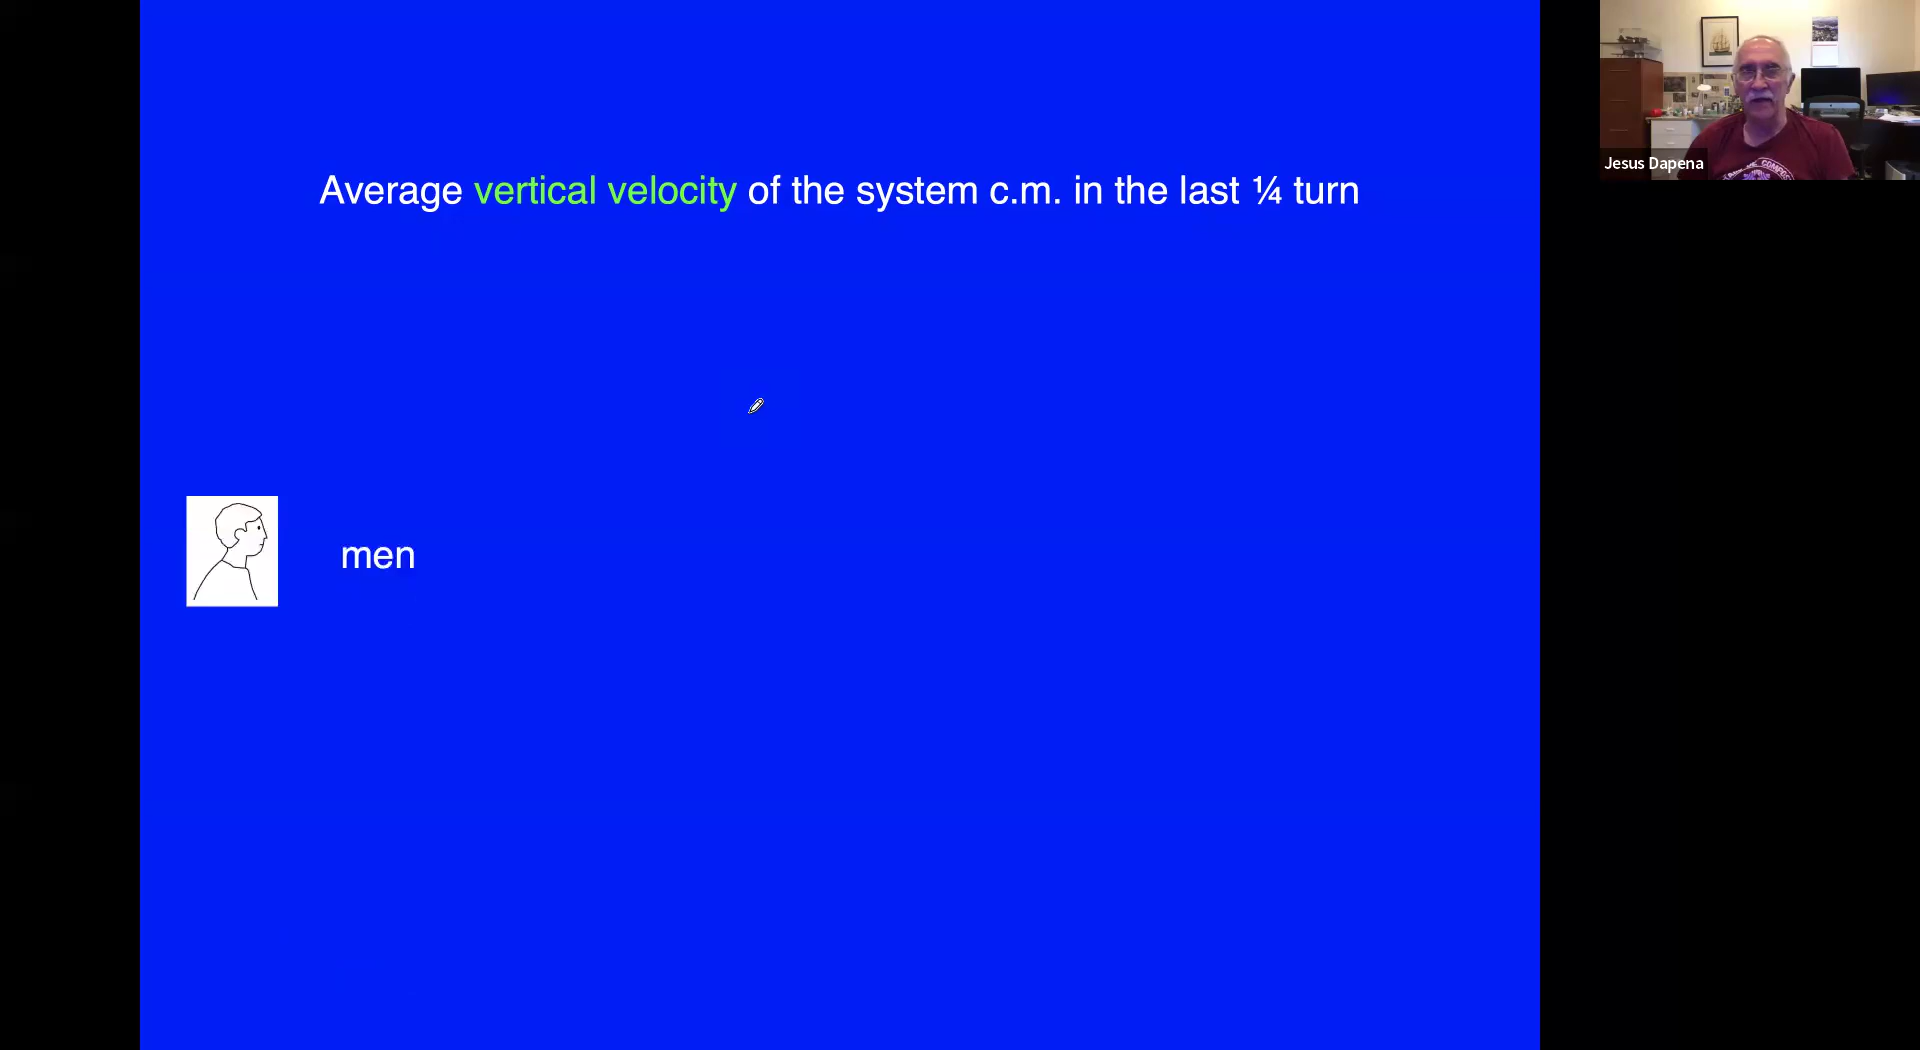 Average vertical velocity of the system c.m. in the last ¼ turn
men
Jesus Dapena